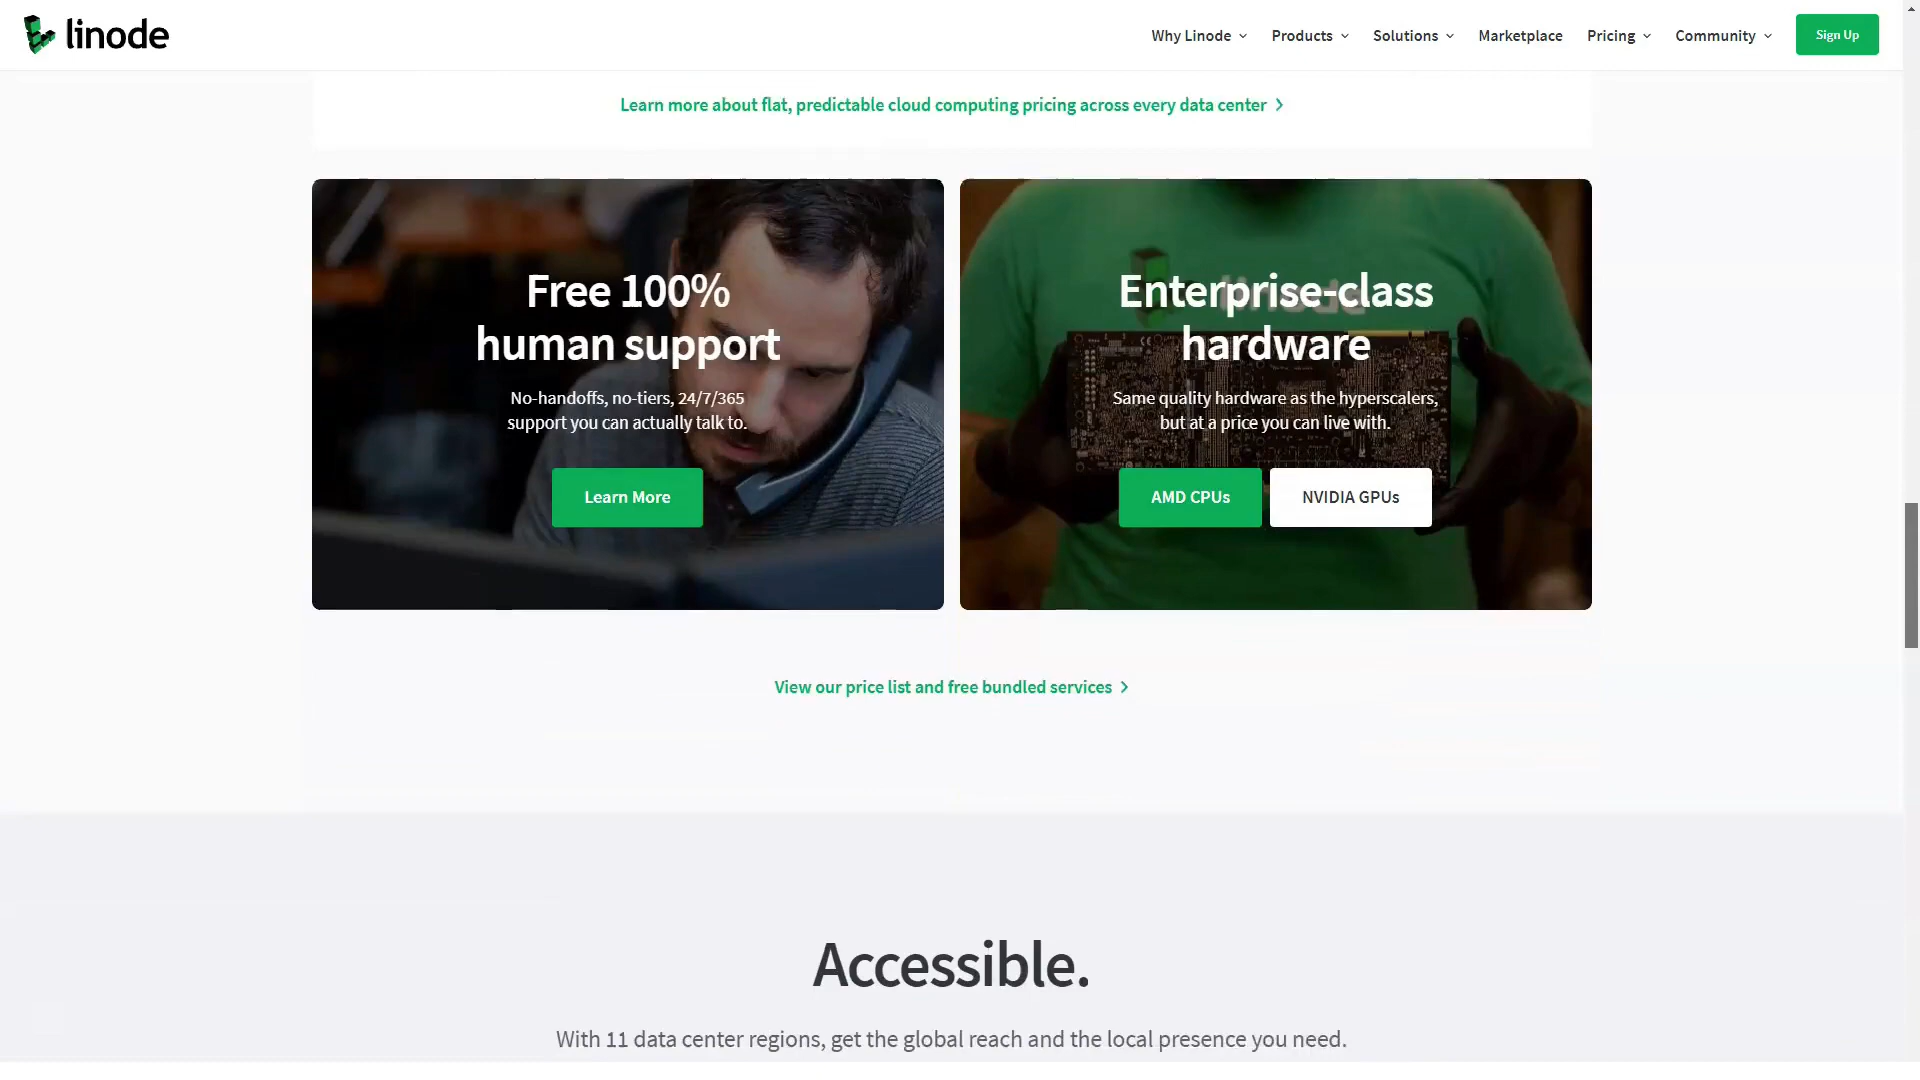 linode
Why Linode
Products
Solutions
Marketplace
Pricing
Community
Sign Up
Learn more about flat, predictable cloud computing pricing across every data center
Free 100%
human support
No-handoffs, no-tiers, 24/7/365
support you can actually talk to.
Learn More
Enterprise-class
hardware
Same quality hardware as the hyperscalers,
but at a price you can live with.
AMD CPUs
NVIDIA GPUs
View our price list and free bundled services
Accessible.
With 11 data center regions, get the global reach and the local presence you need.